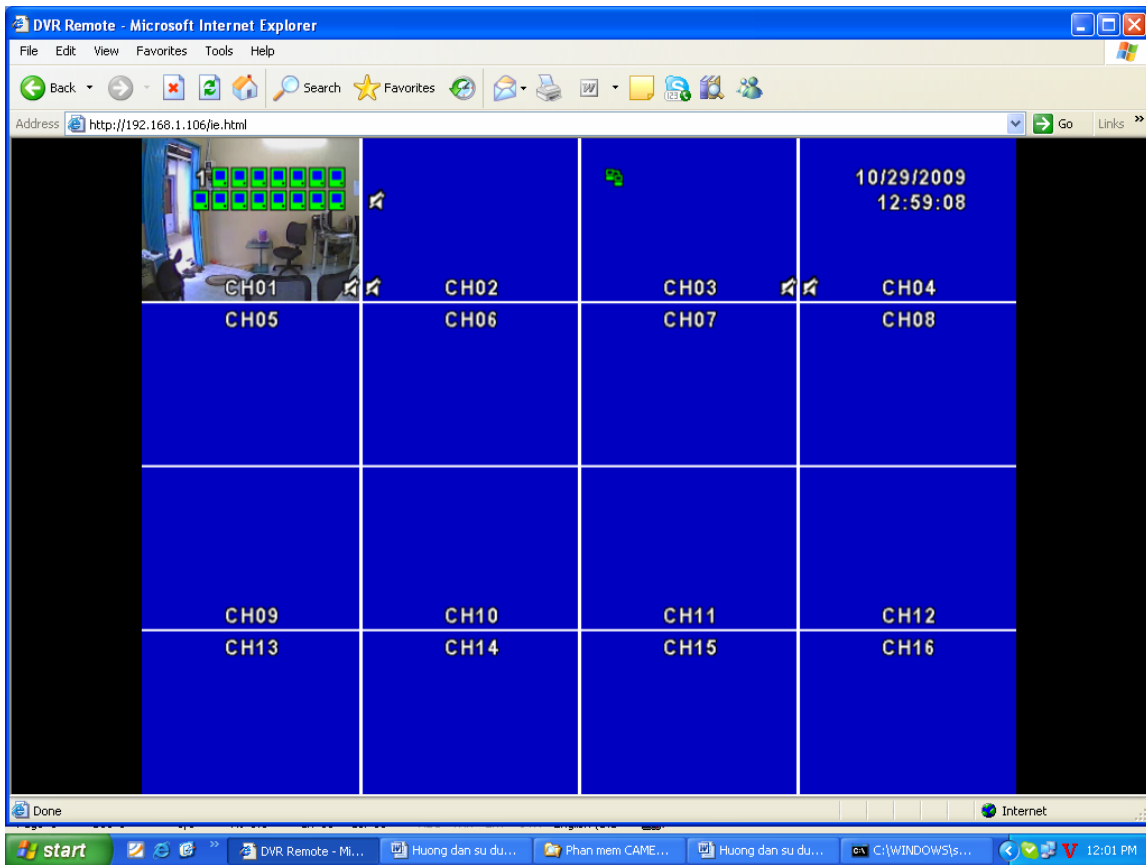 DVR Remote - Microsoft Internet Explorer
File Edit View Favorites Tools Help
Back Search Favorites
Address http://192.168.1.106/ie.html Go Links »
1
10/29/2009
12:59:08
CH01 CH02 CH03 CH04
CH05 CH06 CH07 CH08
CH09 CH10 CH11 CH12
CH13 CH14 CH15 CH16
Done Internet
start » DVR Remote - Mi... Huong dan su du... Phan mem CAME... Huong dan su du... C:\WINDOWS\s... 12:01 PM